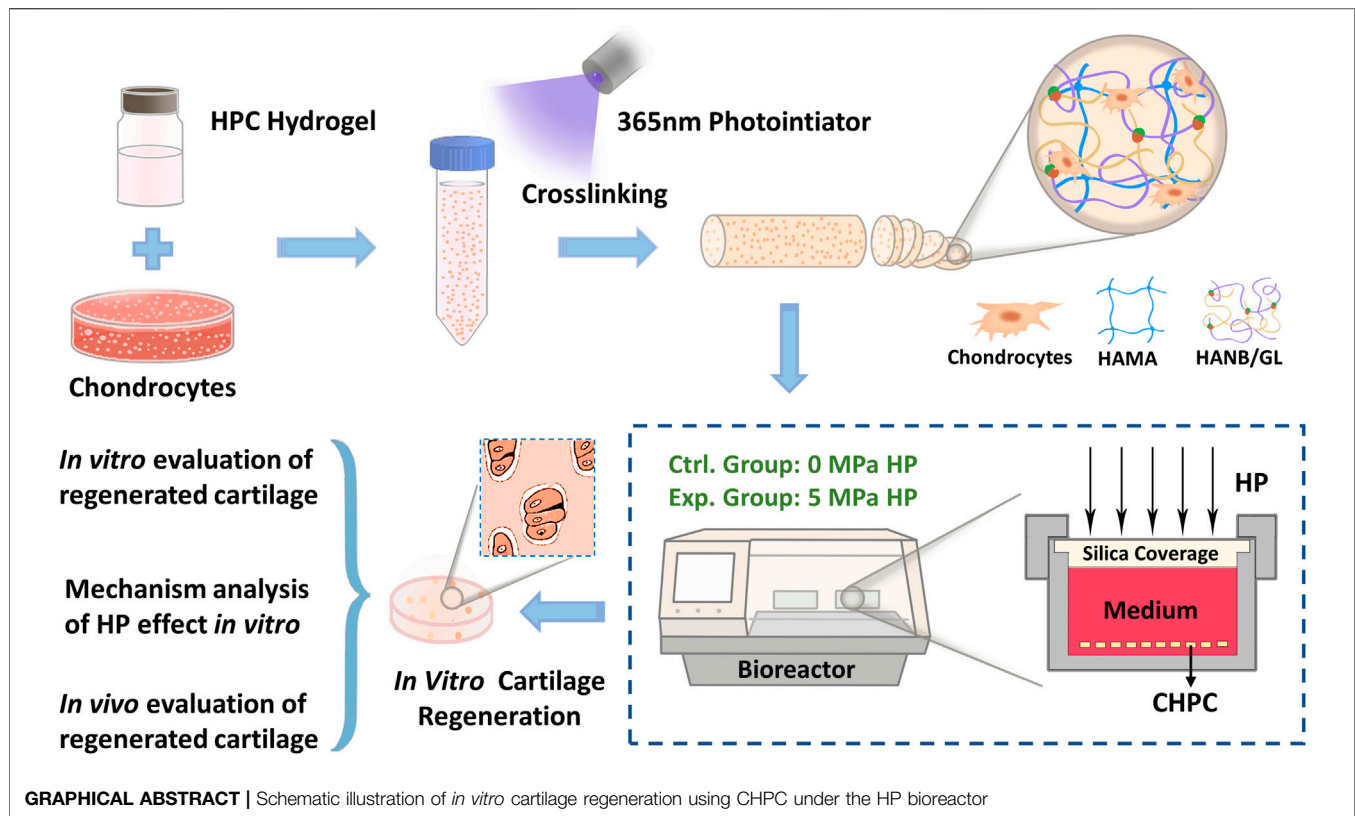 HPC Hydrogel
365nm Photointiator
Crosslinking
Chondrocytes
Chondrocytes
HAMA
HANB/GL
In vitro evaluation of
regenerated cartilage
Mechanism analysis
of HP effect in vitro
In vivo evaluation of
regenerated cartilage
In Vitro Cartilage
Regeneration
Ctrl. Group: 0 MPa HP
Exp. Group: 5 MPa HP
Bioreactor
HP
Silica Coverage
Medium
CHPC
GRAPHICAL ABSTRACT | Schematic illustration of in vitro cartilage regeneration using CHPC under the HP bioreactor